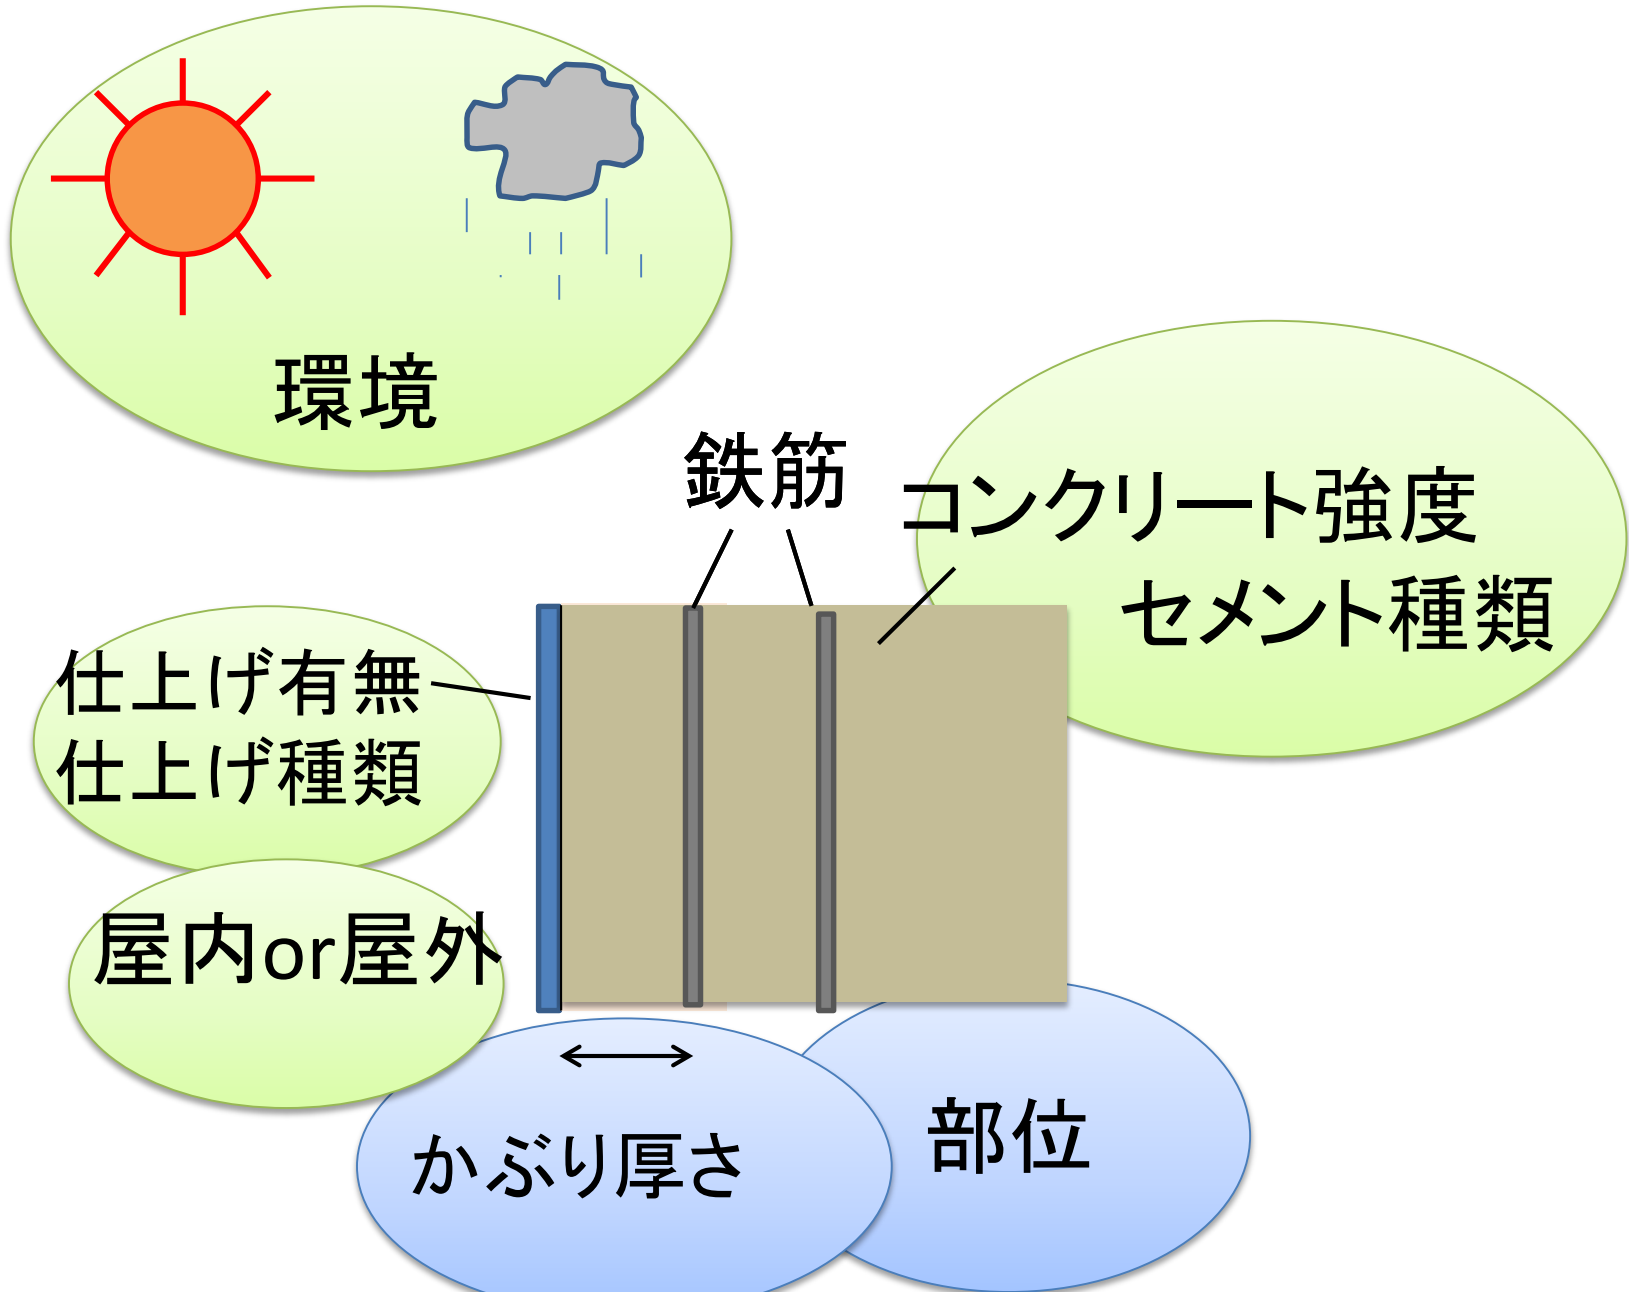 環境
鉄筋
コンクリート強度
セメント種類
仕上げ有無
仕上げ種類
屋内or屋外
かぶり厚さ
部位